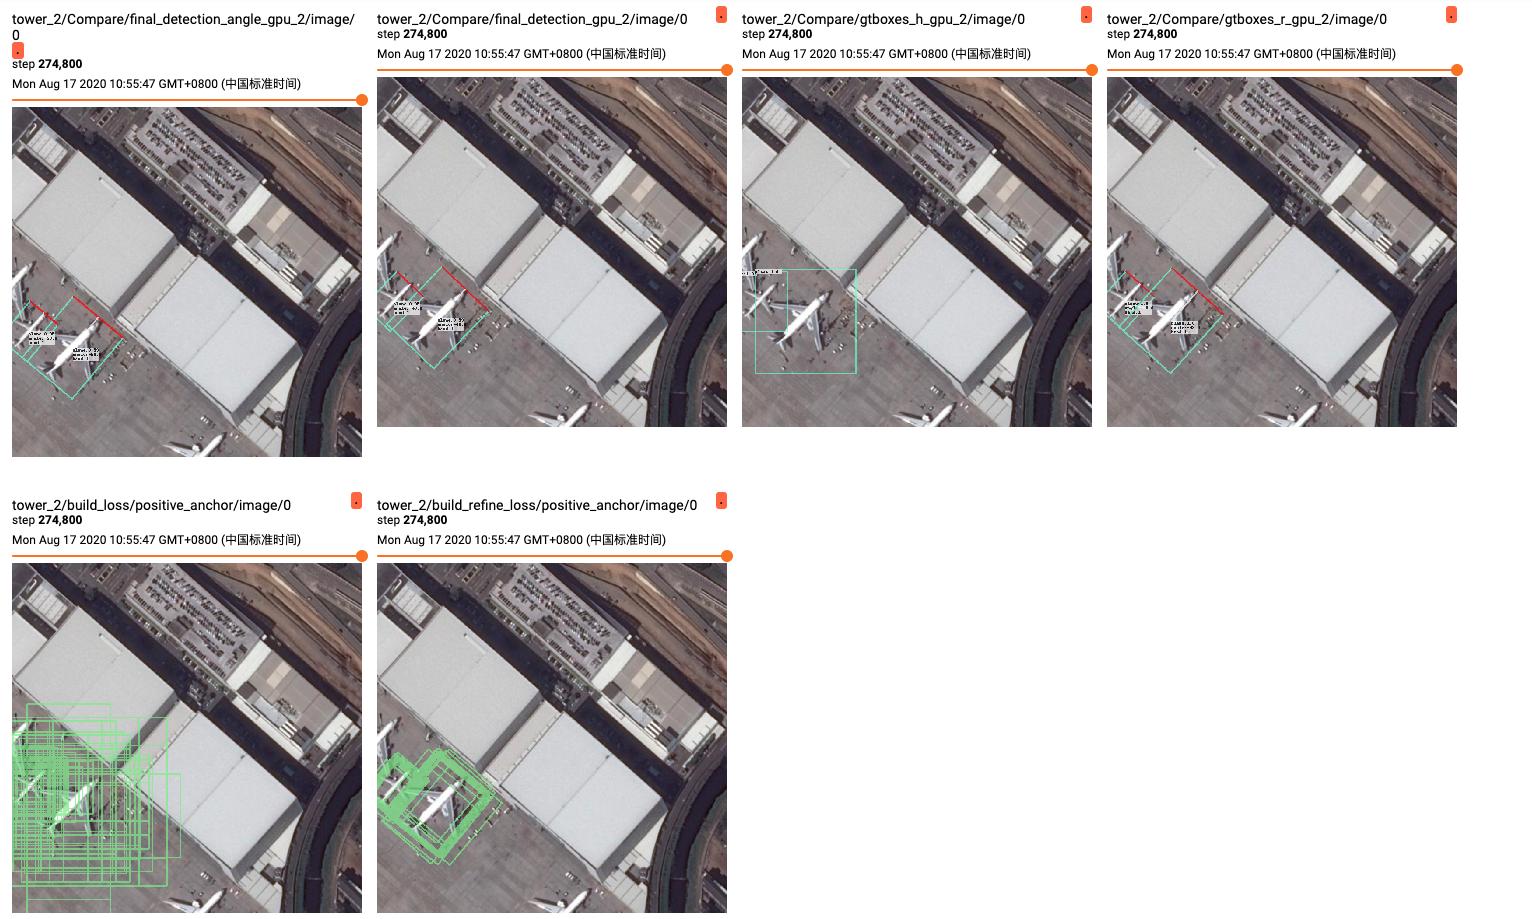 tower_2/Compare/final_detection_angle_gpu_2/image/
0
step 274,800
Mon Aug 17 2020 10:55:47 GMT+0800 (中国标准时间)
tower_2/Compare/final_detection_gpu_2/image/0
step 274,800
Mon Aug 17 2020 10:55:47 GMT+0800 (中国标准时间)
tower_2/Compare/gtboxes_h_gpu_2/image/0
step 274,800
Mon Aug 17 2020 10:55:47 GMT+0800 (中国标准时间)
tower_2/Compare/gtboxes_r_gpu_2/image/0
step 274,800
Mon Aug 17 2020 10:55:47 GMT+0800 (中国标准时间)
tower_2/build_loss/positive_anchor/image/0
step 274,800
Mon Aug 17 2020 10:55:47 GMT+0800 (中国标准时间)
tower_2/build_refine_loss/positive_anchor/image/0
step 274,800
Mon Aug 17 2020 10:55:47 GMT+0800 (中国标准时间)